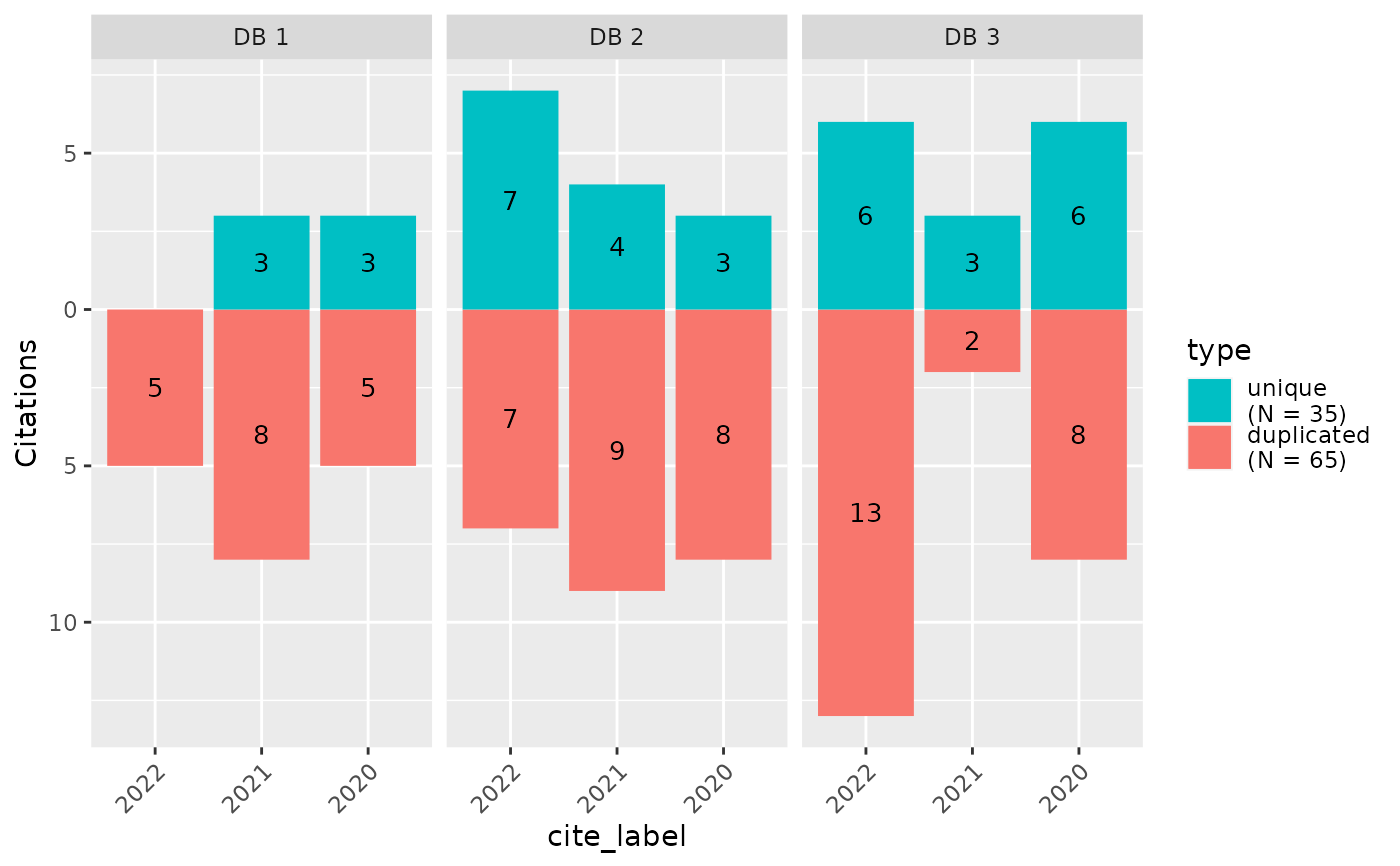 DB 1 DB 2 DB 3
Citations
5
0
5
10
3 3
5 8 5
7 4 3
7 9 8
6 3 6
13 2 8
2022 2021 2020 2022 2021 2020 2022 2021 2020
cite_label
type
unique
(N = 35)
duplicated
(N = 65)